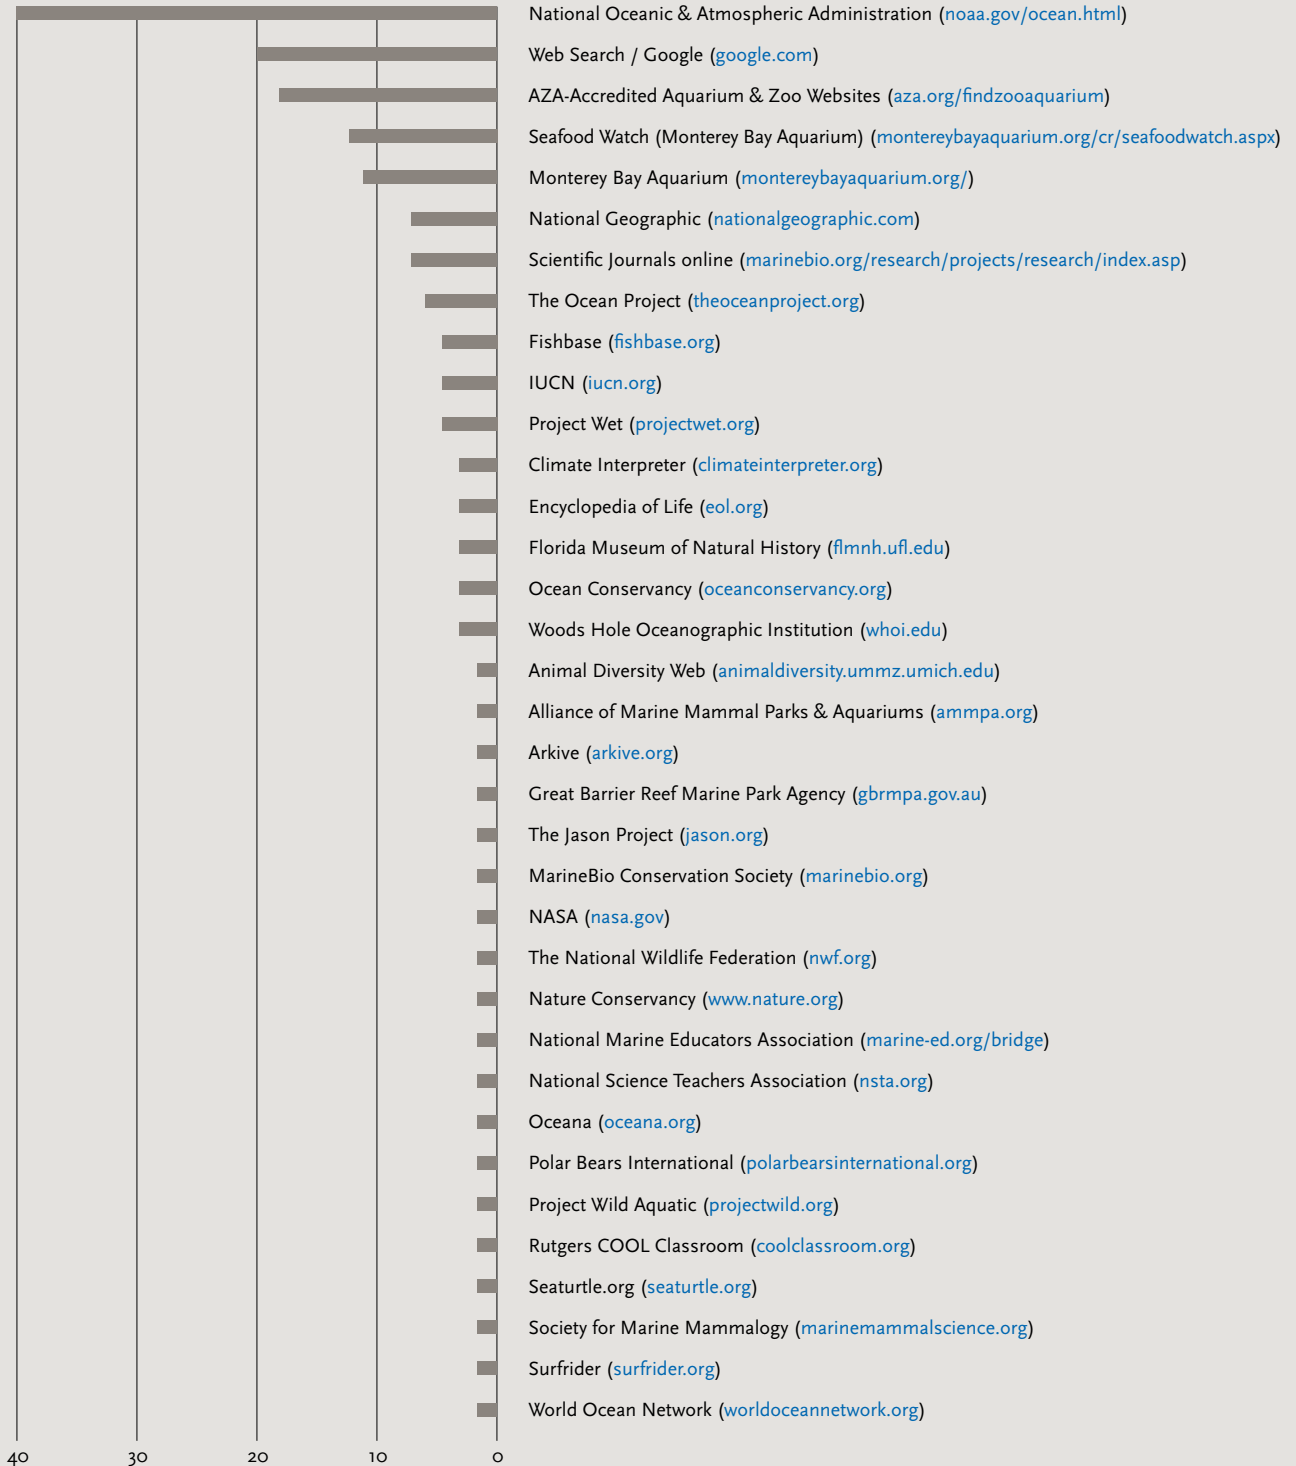 National Oceanic & Atmospheric Administration (noaa.gov/ocean.html)
Web Search / Google (google.com)
AZA-Accredited Aquarium & Zoo Websites (aza.org/findzooaquarium)
Seafood Watch (Monterey Bay Aquarium) (montereybayaquarium.org/cr/seafoodwatch.aspx)
Monterey Bay Aquarium (montereybayaquarium.org/)
National Geographic (nationalgeographic.com)
Scientific Journals online (marinebio.org/research/projects/research/index.asp)
The Ocean Project (theoceanproject.org)
Fishbase (fishbase.org)
IUCN (iucn.org)
Project Wet (projectwet.org)
Climate Interpreter (climateinterpreter.org)
Encyclopedia of Life (eol.org)
Florida Museum of Natural History (flmnh.ufl.edu)
Ocean Conservancy (oceanconservancy.org)
Woods Hole Oceanographic Institution (whoi.edu)
Animal Diversity Web (animaldiversity.ummz.umich.edu)
Alliance of Marine Mammal Parks & Aquariums (ammpa.org)
Arkive (arkive.org)
Great Barrier Reef Marine Park Agency (gbrmpa.gov.au)
The Jason Project (jason.org)
MarineBio Conservation Society (marinebio.org)
NASA (nasa.gov)
The National Wildlife Federation (nwf.org)
Nature Conservancy (www.nature.org)
National Marine Educators Association (marine-ed.org/bridge)
National Science Teachers Association (nsta.org)
Oceana (oceana.org)
Polar Bears International (polarbearsinternational.org)
Project Wild Aquatic (projectwild.org)
Rutgers COOL Classroom (coolclassroom.org)
Seaturtle.org (seaturtle.org)
Society for Marine Mammalogy (marinemammalscience.org)
Surfrider (surfrider.org)
World Ocean Network (worldoceannetwork.org)
40 30 20 10 0